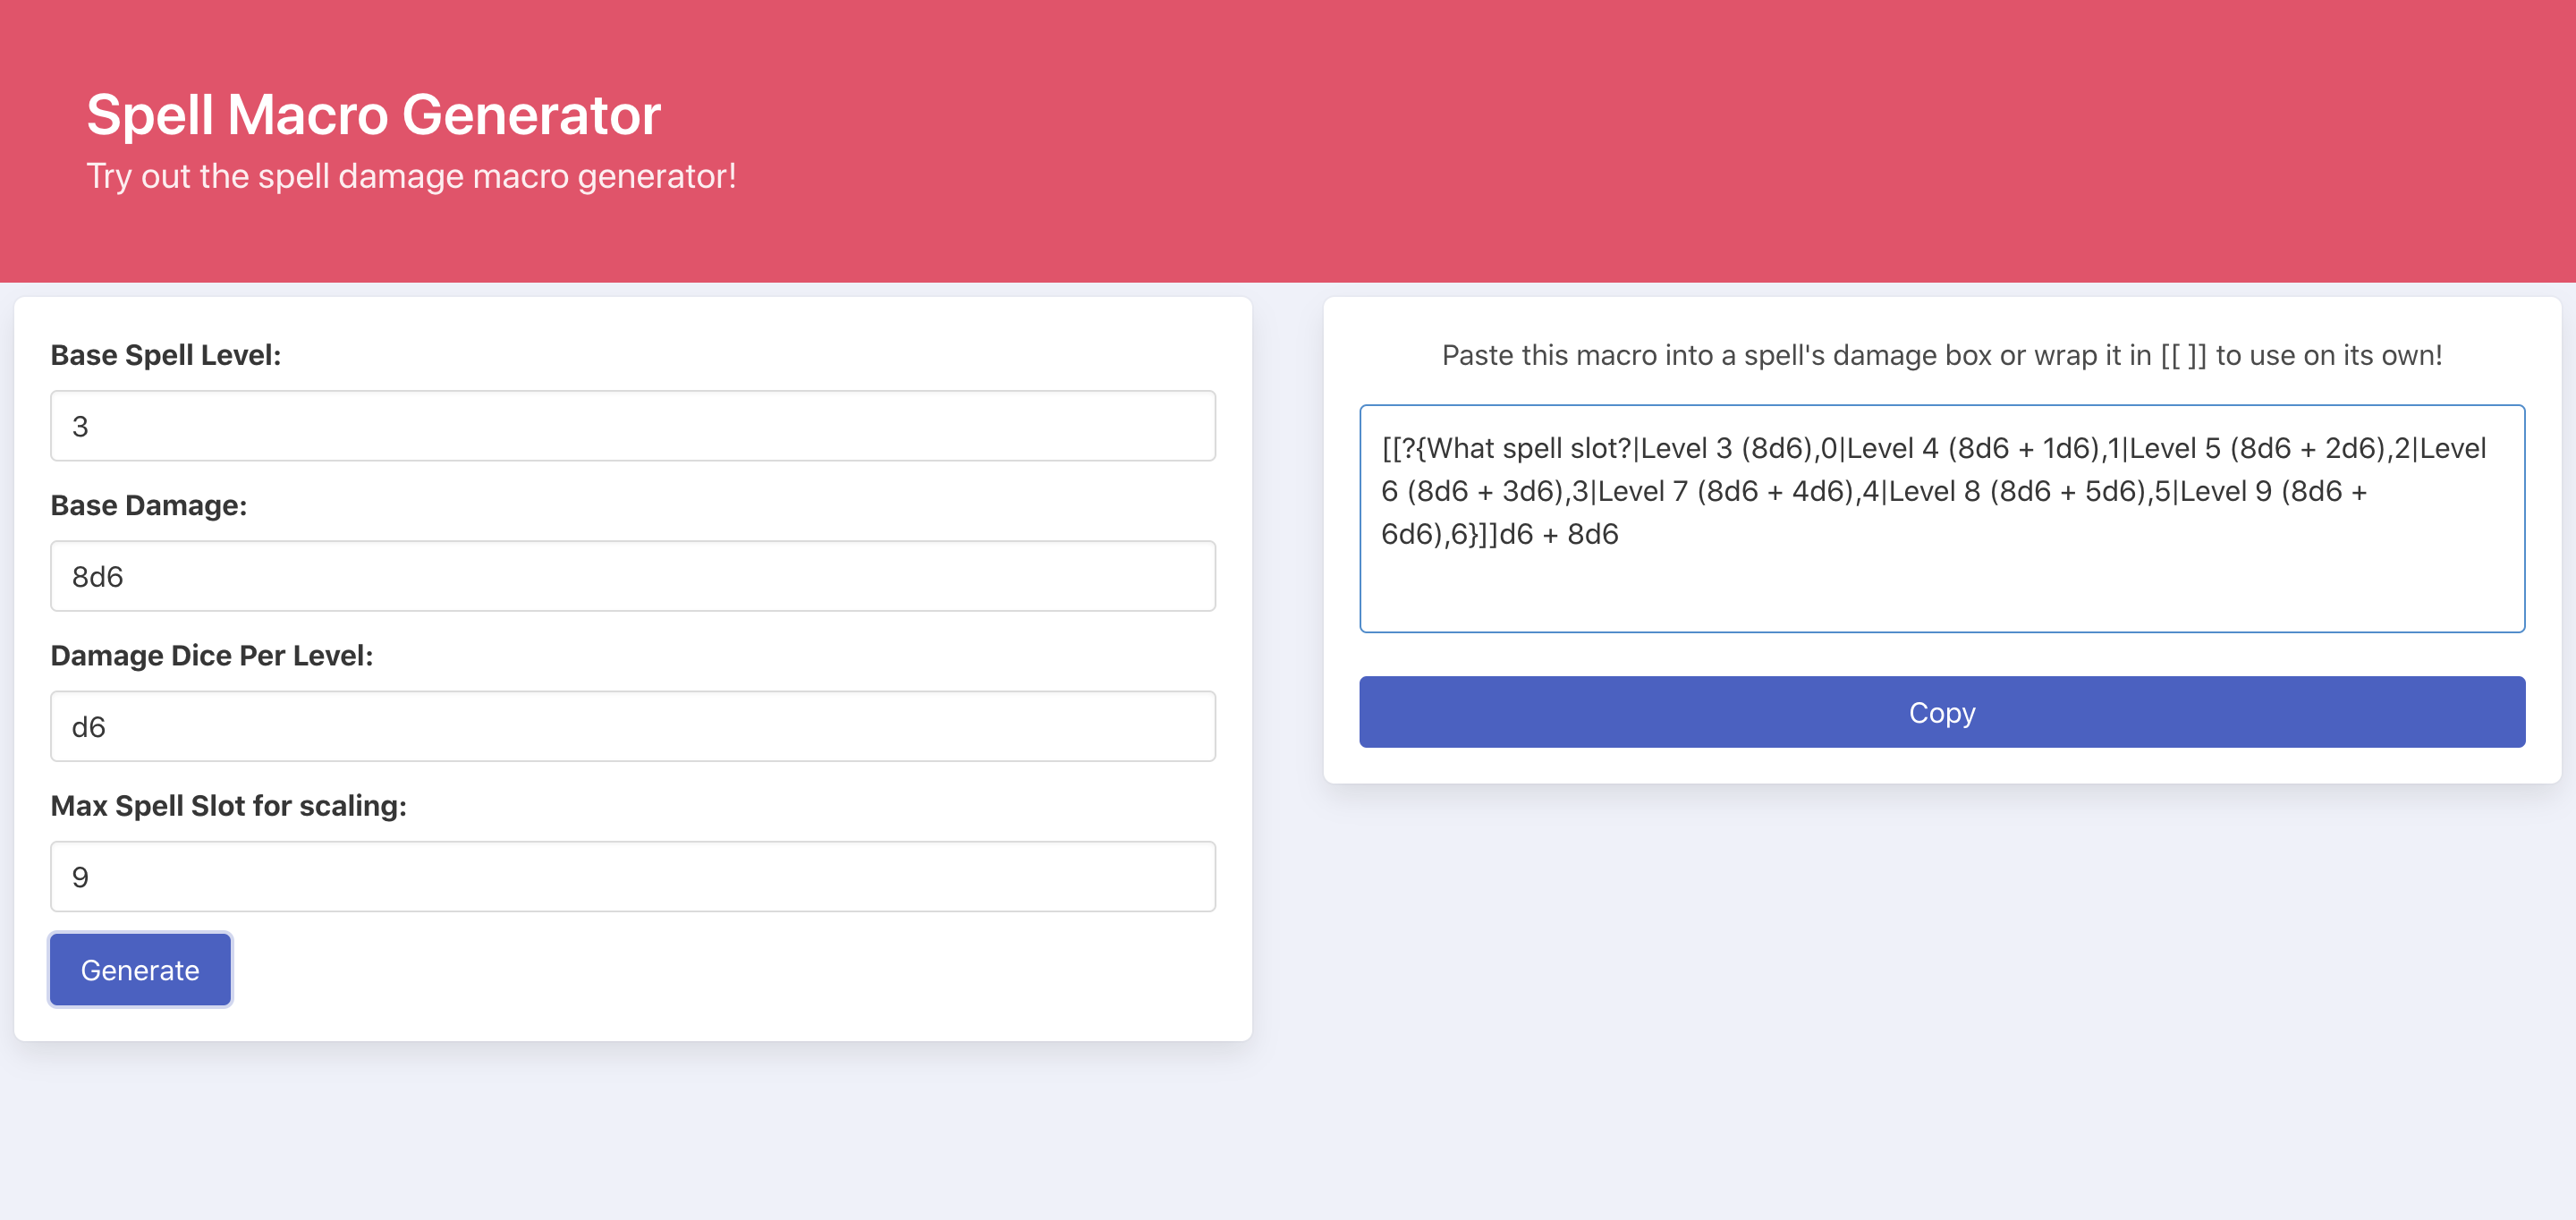 Spell Macro Generator
Try out the spell damage macro generator!
Base Spell Level:
3
Base Damage:
8d6
Damage Dice Per Level:
d6
Max Spell Slot for scaling:
9
Generate
Paste this macro into a spell's damage box or wrap it in [[ ]] to use on its own!
[[?{What spell slot?|Level 3 (8d6),0|Level 4 (8d6 + 1d6),1|Level 5 (8d6 + 2d6),2|Level
6 (8d6 + 3d6),3|Level 7 (8d6 + 4d6),4|Level 8 (8d6 + 5d6),5|Level 9 (8d6 +
6d6),6}]]d6 + 8d6
Copy